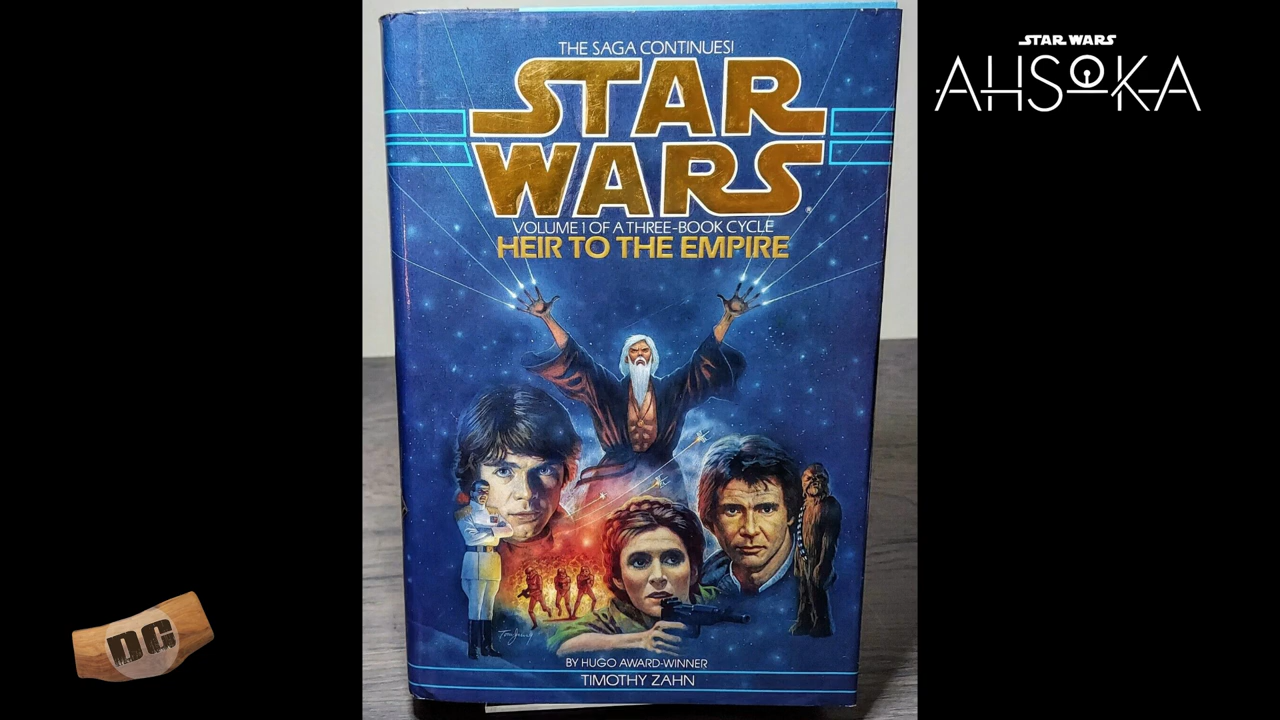 THE SAGA CONTINUES!
STAR
WARS®
VOLUME 1 OF A THREE-BOOK CYCLE
HEIR TO THE EMPIRE
BY HUGO AWARD-WINNER
TIMOTHY ZAHN
STAR WARS
AHSOKA
DG